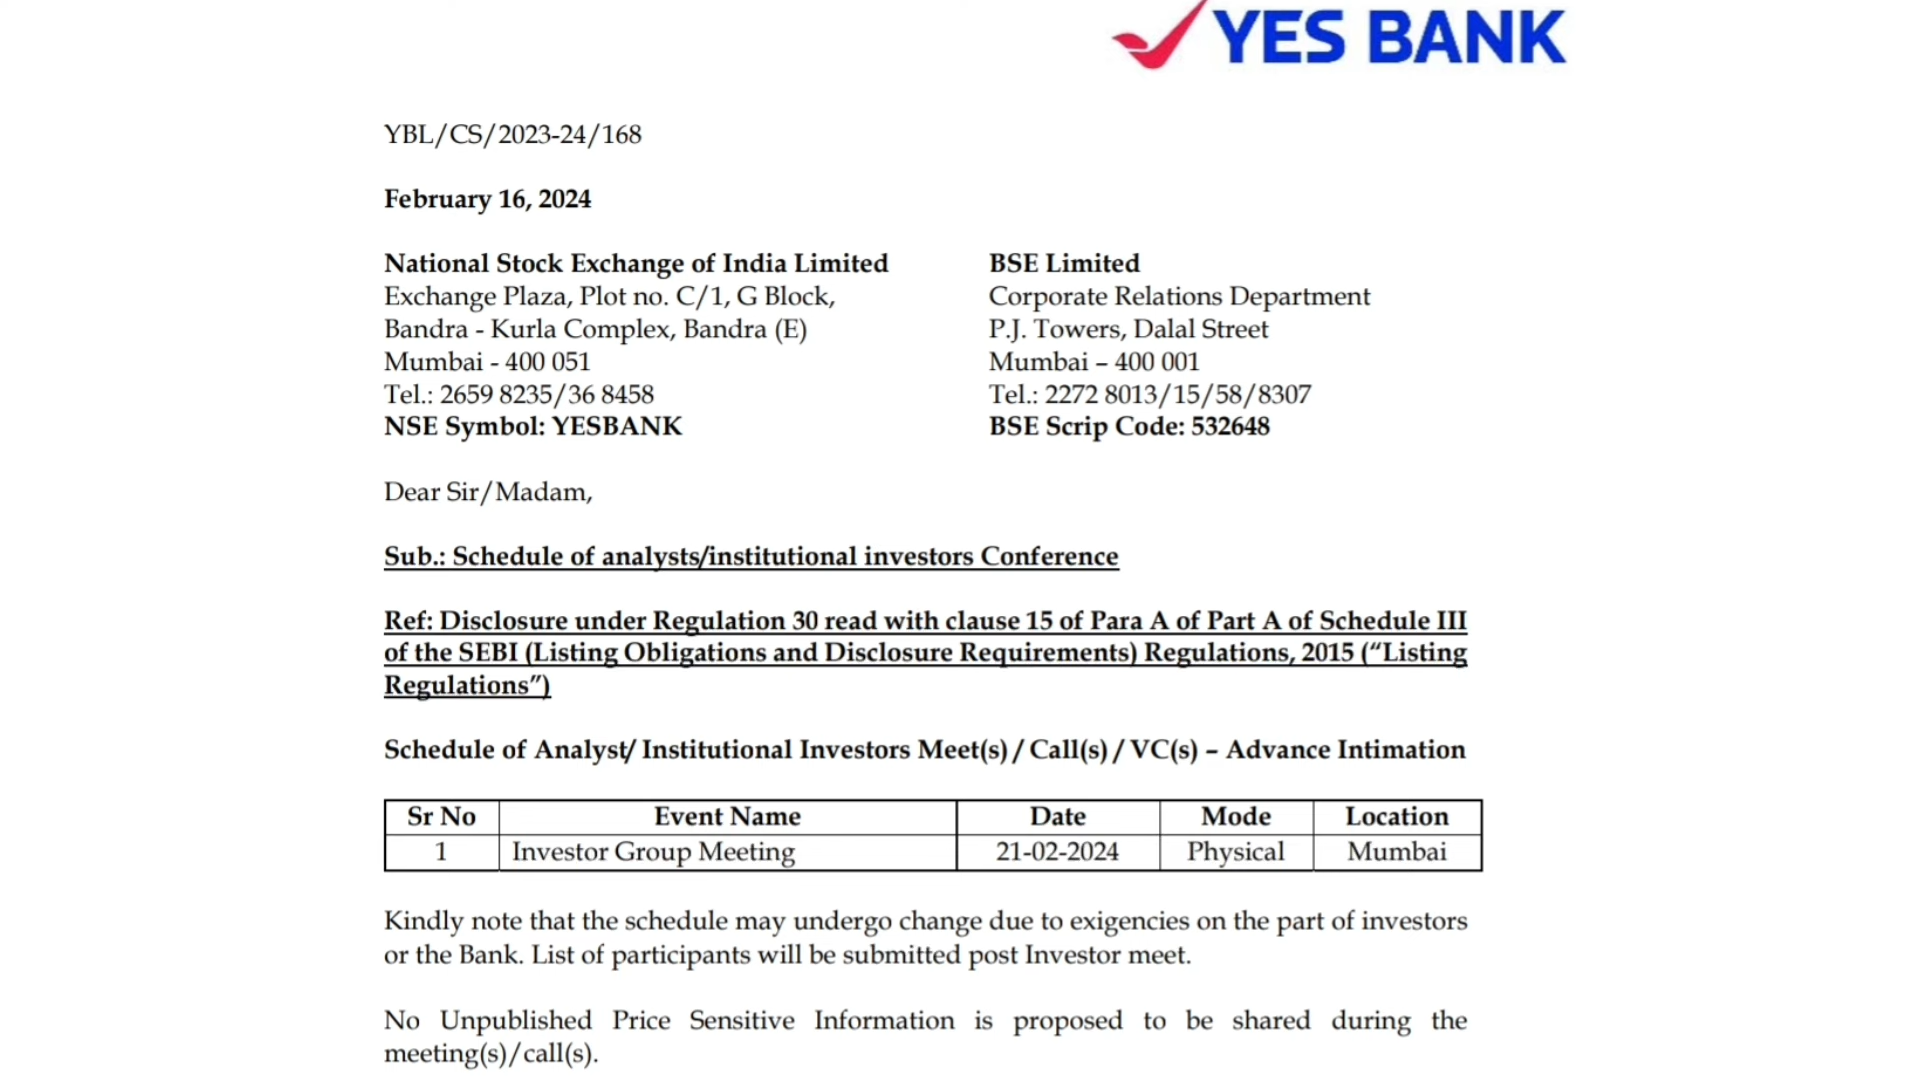 YES BANK
YBL/CS/2023-24/168
February 16, 2024
National Stock Exchange of India Limited
Exchange Plaza, Plot no. C/1, G Block,
Bandra - Kurla Complex, Bandra (E)
Mumbai - 400 051
Tel.: 2659 8235/36 8458
NSE Symbol: YESBANK
BSE Limited
Corporate Relations Department
P.J. Towers, Dalal Street
Mumbai – 400 001
Tel.: 2272 8013/15/58/8307
BSE Scrip Code: 532648
Dear Sir/Madam,
Sub.: Schedule of analysts/institutional investors Conference
Ref: Disclosure under Regulation 30 read with clause 15 of Para A of Part A of Schedule III
of the SEBI (Listing Obligations and Disclosure Requirements) Regulations, 2015 (“Listing
Regulations”)
Schedule of Analyst/ Institutional Investors Meet(s) / Call(s) / VC(s) – Advance Intimation
Sr No Event Name Date Mode Location
1 Investor Group Meeting 21-02-2024 Physical Mumbai
Kindly note that the schedule may undergo change due to exigencies on the part of investors
or the Bank. List of participants will be submitted post Investor meet.
No Unpublished Price Sensitive Information is proposed to be shared during the
meeting(s)/call(s).